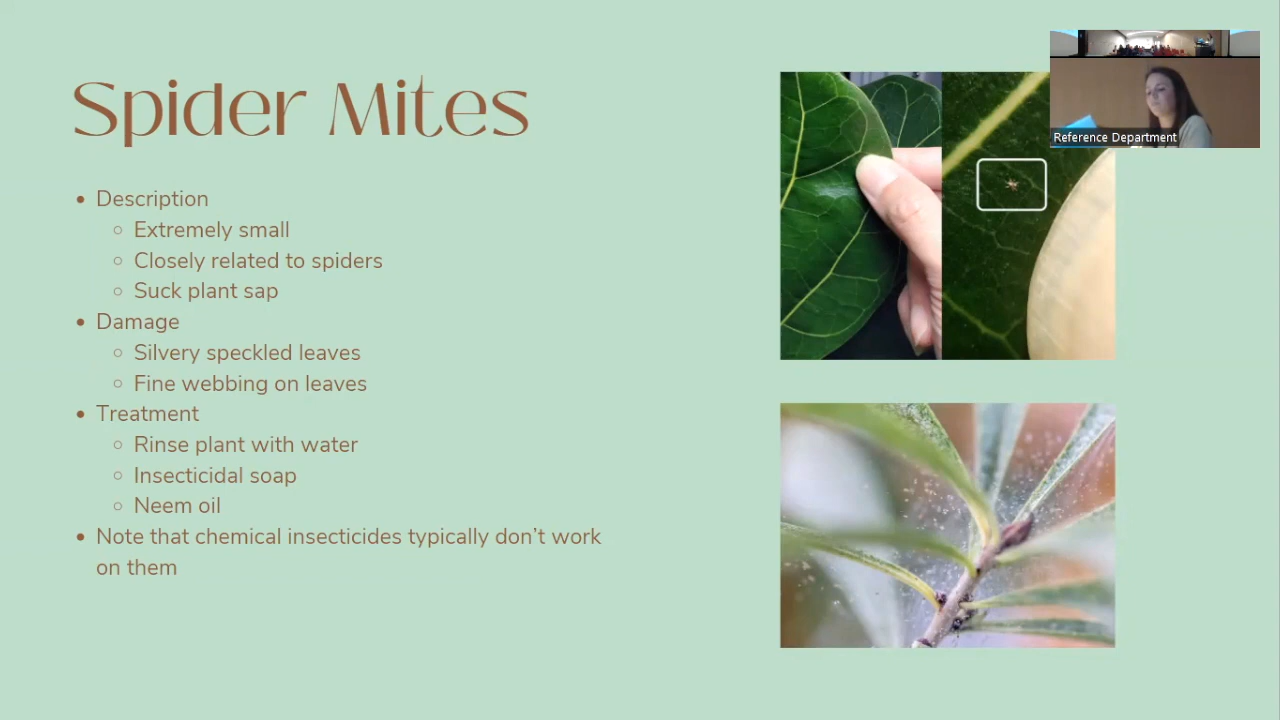 Spider Mites
Reference Department
• Description
○ Extremely small
○ Closely related to spiders
○ Suck plant sap
• Damage
○ Silvery speckled leaves
○ Fine webbing on leaves
• Treatment
○ Rinse plant with water
○ Insecticidal soap
○ Neem oil
• Note that chemical insecticides typically don’t work
on them